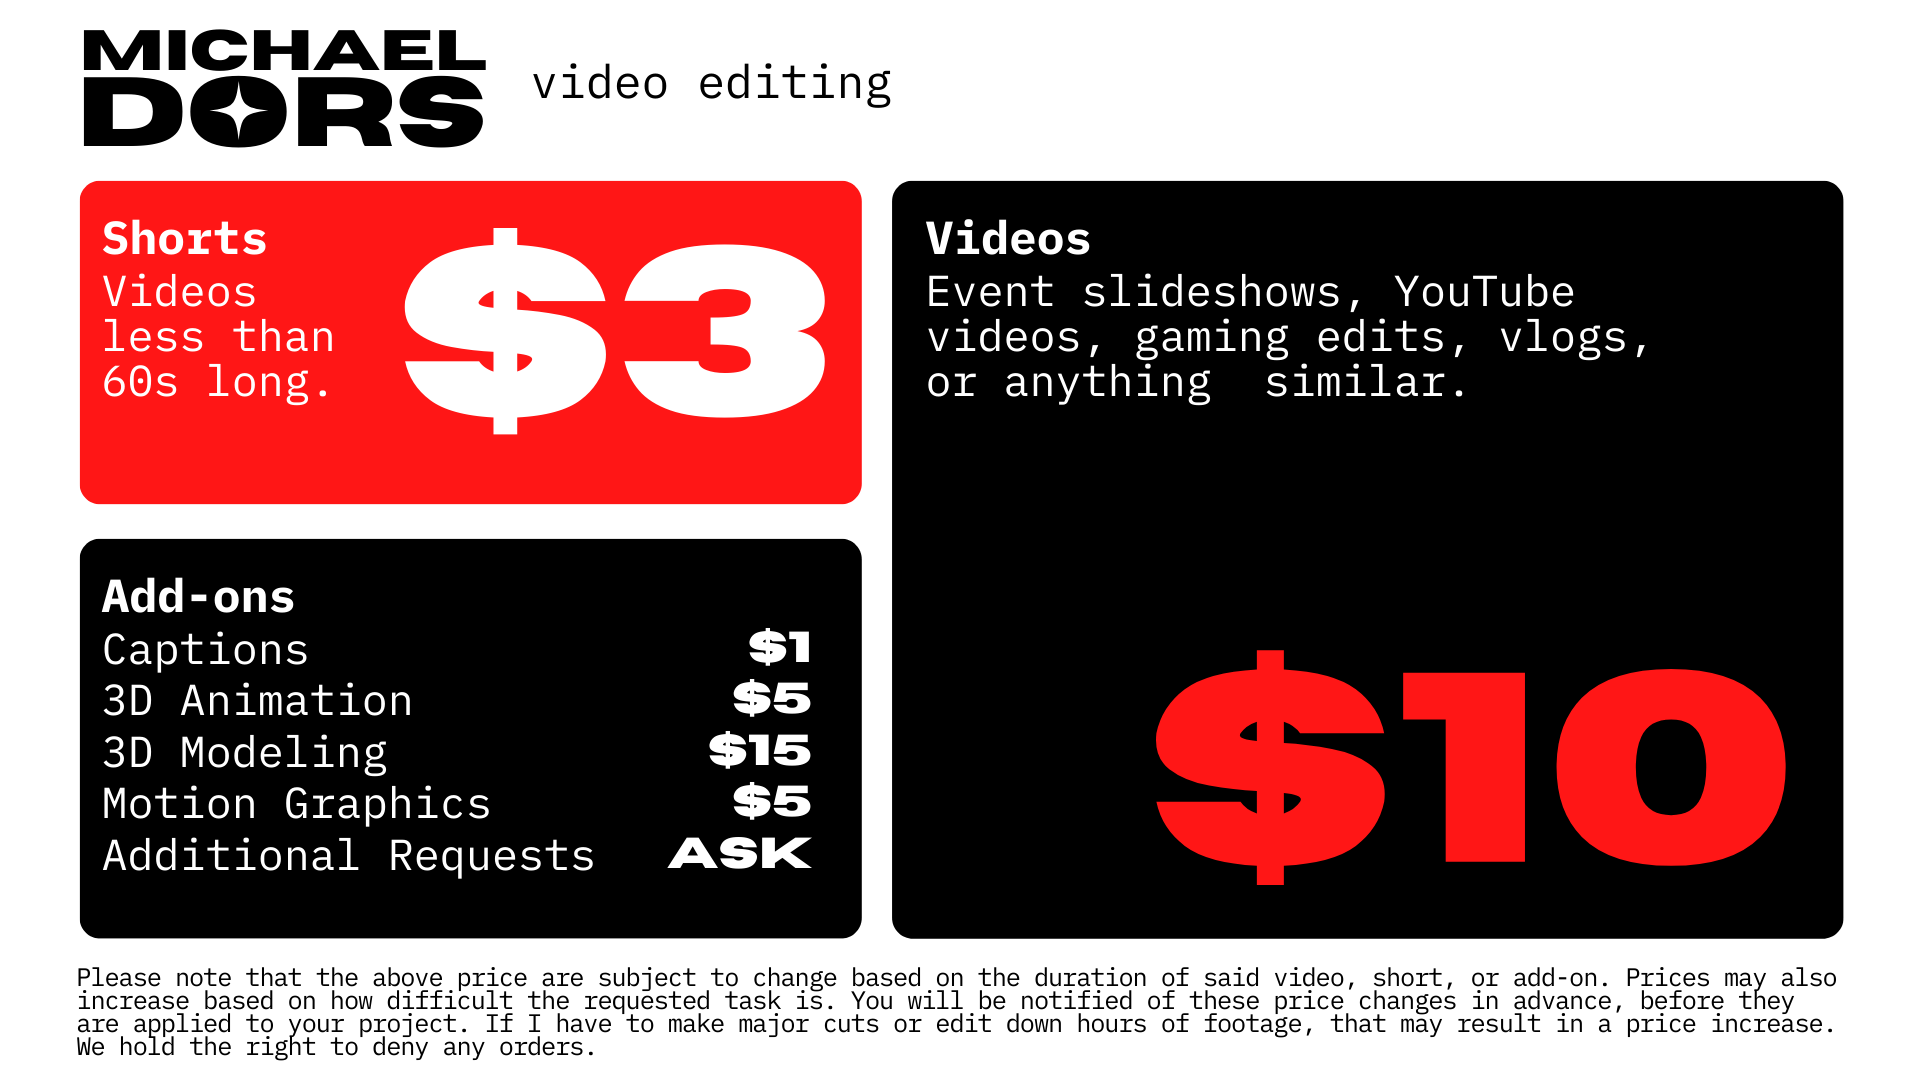 MICHAEL
DORS
video editing
Shorts
Videos
less than
60s long.
$3
Add-ons
Captions $1
3D Animation $5
3D Modeling $15
Motion Graphics $5
Additional Requests ASK
Videos
Event slideshows, YouTube
videos, gaming edits, vlogs,
or anything  similar.
$10
Please note that the above price are subject to change based on the duration of said video, short, or add-on. Prices may also
increase based on how difficult the requested task is. You will be notified of these price changes in advance, before they
are applied to your project. If I have to make major cuts or edit down hours of footage, that may result in a price increase.
We hold the right to deny any orders.